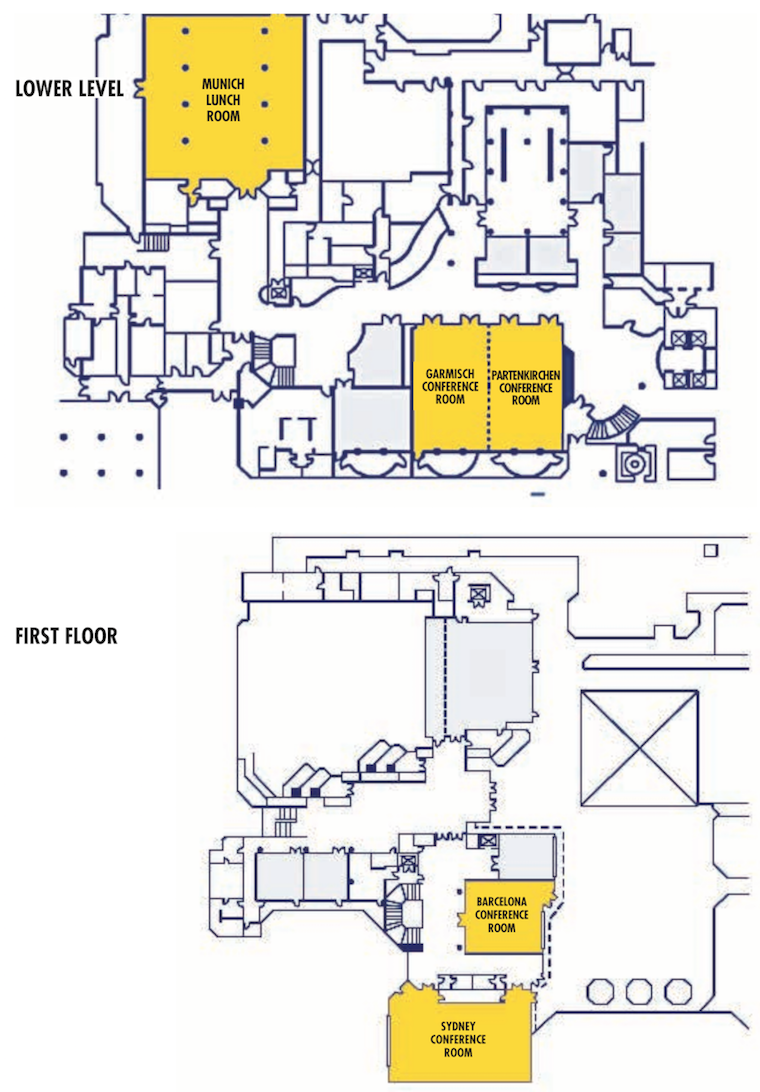 LOWER LEVEL
MUNICH
LUNCH
ROOM
GARMISCH
CONFERENCE
ROOM
PARTENKIRCHEN
CONFERENCE
ROOM
FIRST FLOOR
BARCELONA
CONFERENCE
ROOM
SYDNEY
CONFERENCE
ROOM